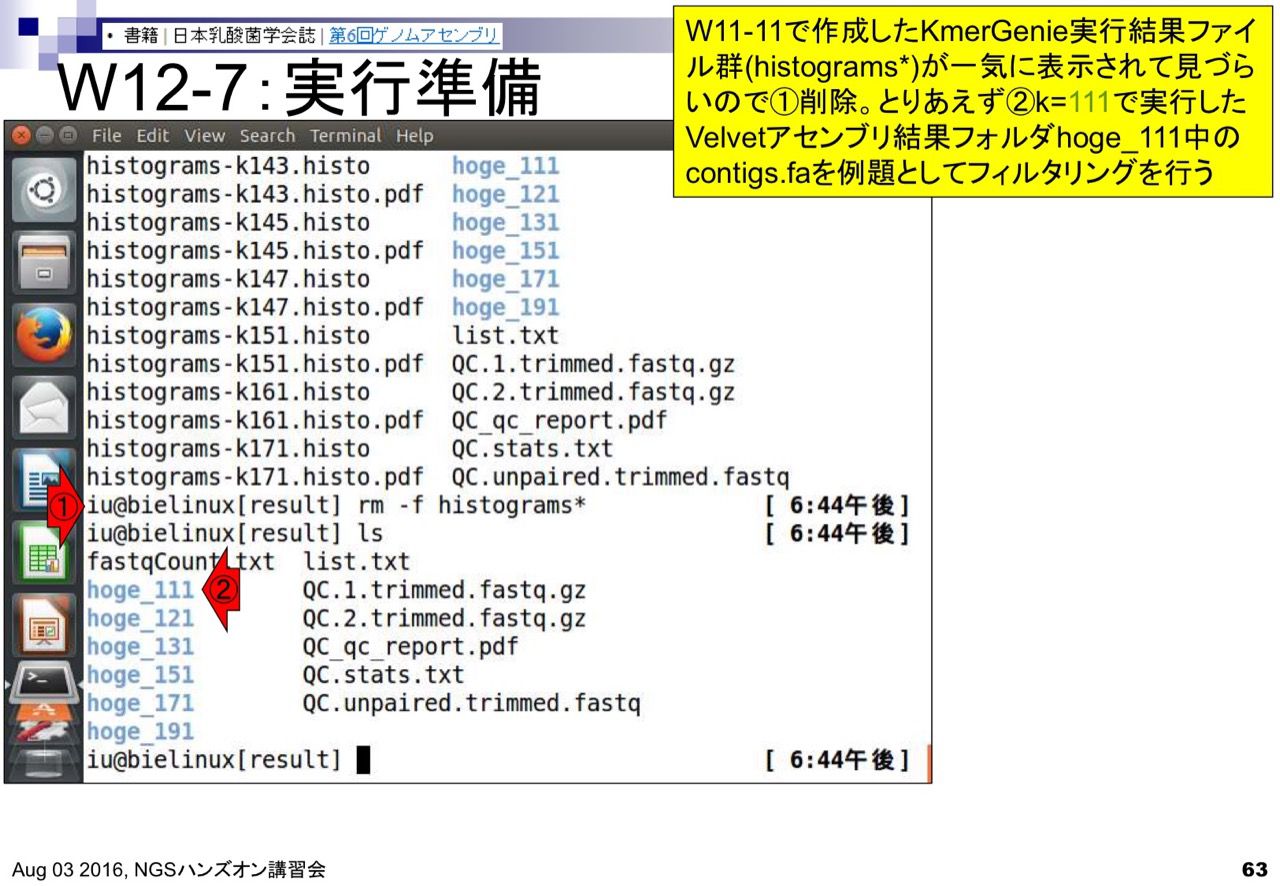 • 書籍 | 日本乳酸菌学会誌 | 第6回ゲノムアセンブリ
W12-7：実行準備
W11-11で作成したKmerGenie実行結果ファイ
ル群(histograms*)が一気に表示されて見づら
いので①削除。とりあえず②k=111で実行した
Velvetアセンブリ結果フォルダhoge_111中の
contigs.faを例題としてフィルタリングを行う
File Edit View Search Terminal Help
histograms-k143.histo hoge_111
histograms-k143.histo.pdf hoge_121
histograms-k145.histo hoge_131
histograms-k145.histo.pdf hoge_151
histograms-k147.histo hoge_171
histograms-k147.histo.pdf hoge_191
histograms-k151.histo list.txt
histograms-k151.histo.pdf QC.1.trimmed.fastq.gz
histograms-k161.histo QC.2.trimmed.fastq.gz
histograms-k161.histo.pdf QC_qc_report.pdf
histograms-k171.histo QC.stats.txt
histograms-k171.histo.pdf QC.unpaired.trimmed.fastq
① iu@bielinux[result] rm -f histograms* [ 6:44午後]
iu@bielinux[result] ls [ 6:44午後]
fastqCount.txt list.txt
hoge_111 ② QC.1.trimmed.fastq.gz
hoge_121 QC.2.trimmed.fastq.gz
hoge_131 QC_qc_report.pdf
hoge_151 QC.stats.txt
hoge_171 QC.unpaired.trimmed.fastq
hoge_191
iu@bielinux[result] [ 6:44午後]
Aug 03 2016, NGSハンズオン講習会
63